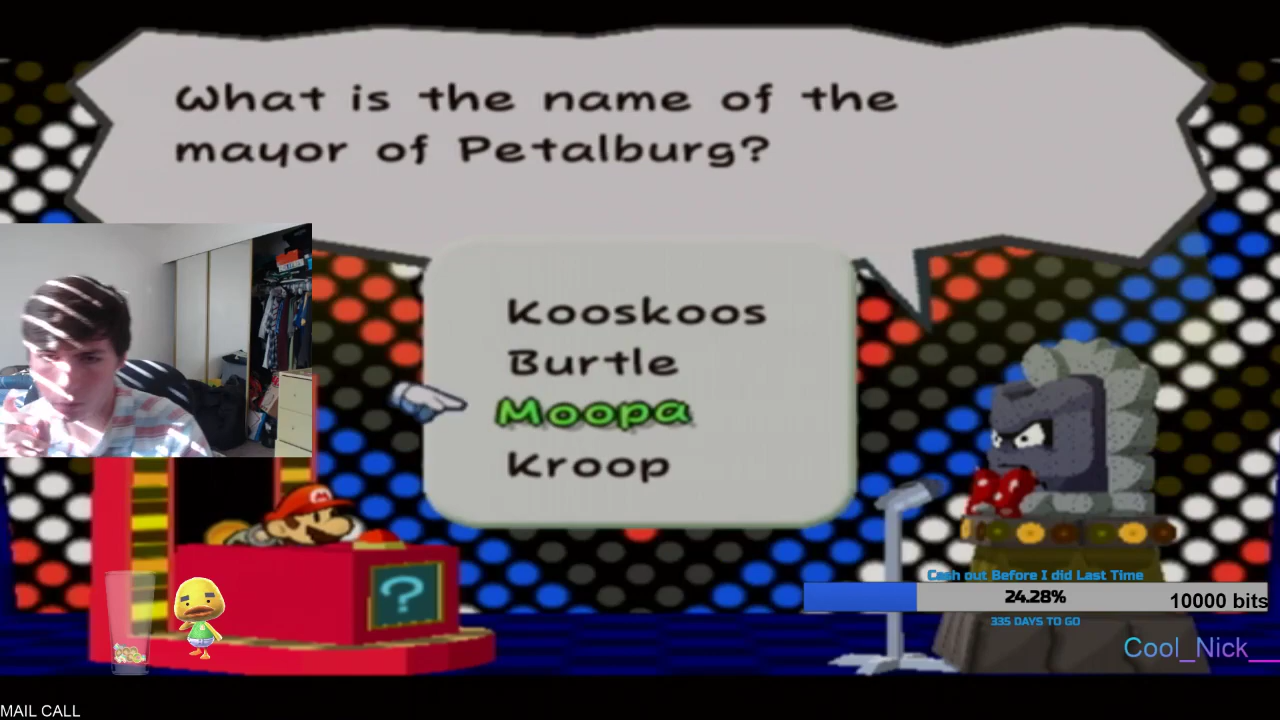 What is the name of the
mayor of Petalburg?
Kooskoos
Burtle
Moopa
Kroop
?
Cash out Before I did Last Time
24.28%
10000 bits
335 DAYS TO GO
Cool_Nick__
MAIL CALL